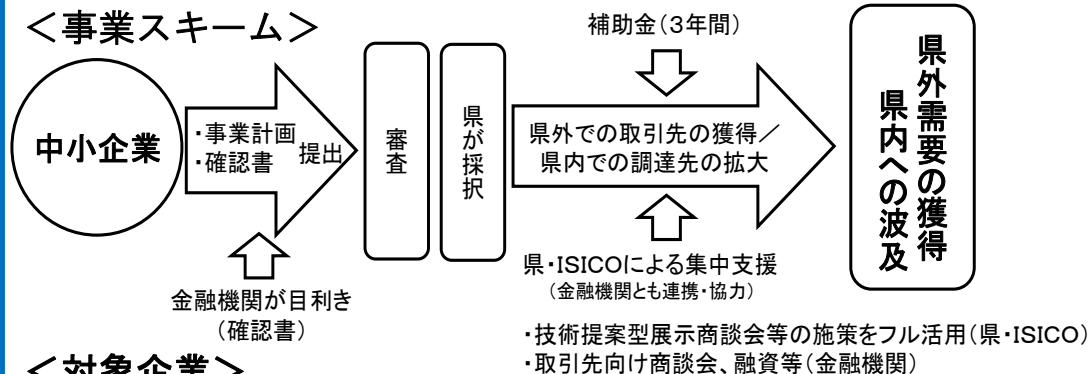 ＜事業スキーム＞
中小企業
・事業計画
・確認書
提出
金融機関が目利き
（確認書）
審査
県が採択
補助金（3年間）
県外での取引先の獲得／
県内での調達先の拡大
県・ISICOによる集中支援
（金融機関とも連携・協力）
・技術提案型展示商談会等の施策をフル活用（県・ISICO）
・取引先向け商談会、融資等（金融機関）
県外需要の獲得
県内への波及
＜対象企業＞